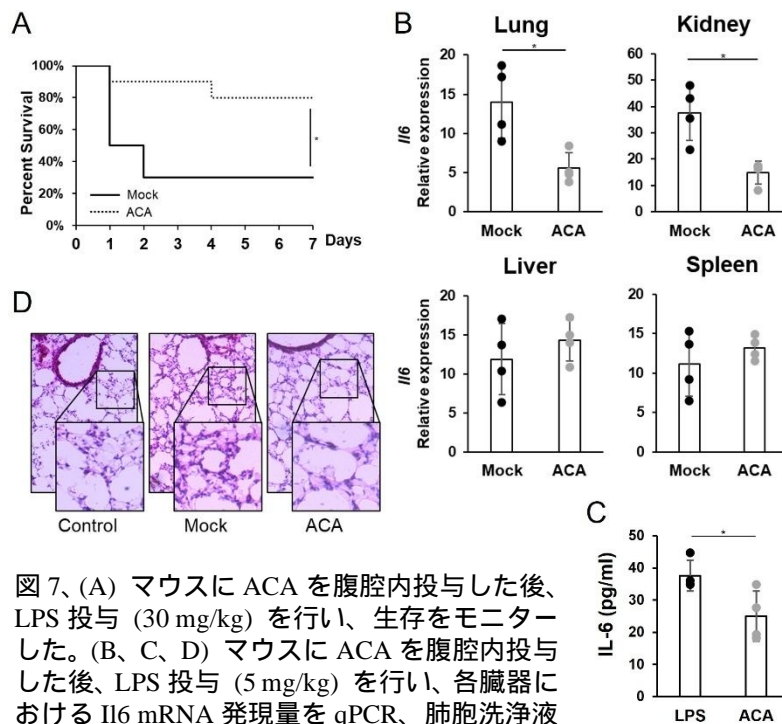 A
Percent Survival
100%
80%
60%
40%
20%
0%
Mock
ACA
*
0 1 2 3 4 5 6 7 Days
B
Lung
Il6
Relative expression
20
15
10
5
0
*
Mock ACA
Kidney
60
50
40
30
20
10
0
*
Mock ACA
Liver
Il6
Relative expression
20
15
10
5
0
Mock ACA
Spleen
20
15
10
5
0
Mock ACA
D
Control Mock ACA
C
IL-6 (pg/ml)
50
40
30
20
10
0
*
LPS ACA
図 7、(A) マウスに ACA を腹腔内投与した後、
LPS 投与 (30 mg/kg) を行い、生存をモニター
した。(B、C、D) マウスに ACA を腹腔内投与
した後、LPS 投与 (5 mg/kg) を行い、各臓器に
おける Il6 mRNA 発現量を qPCR、肺胞洗浄液